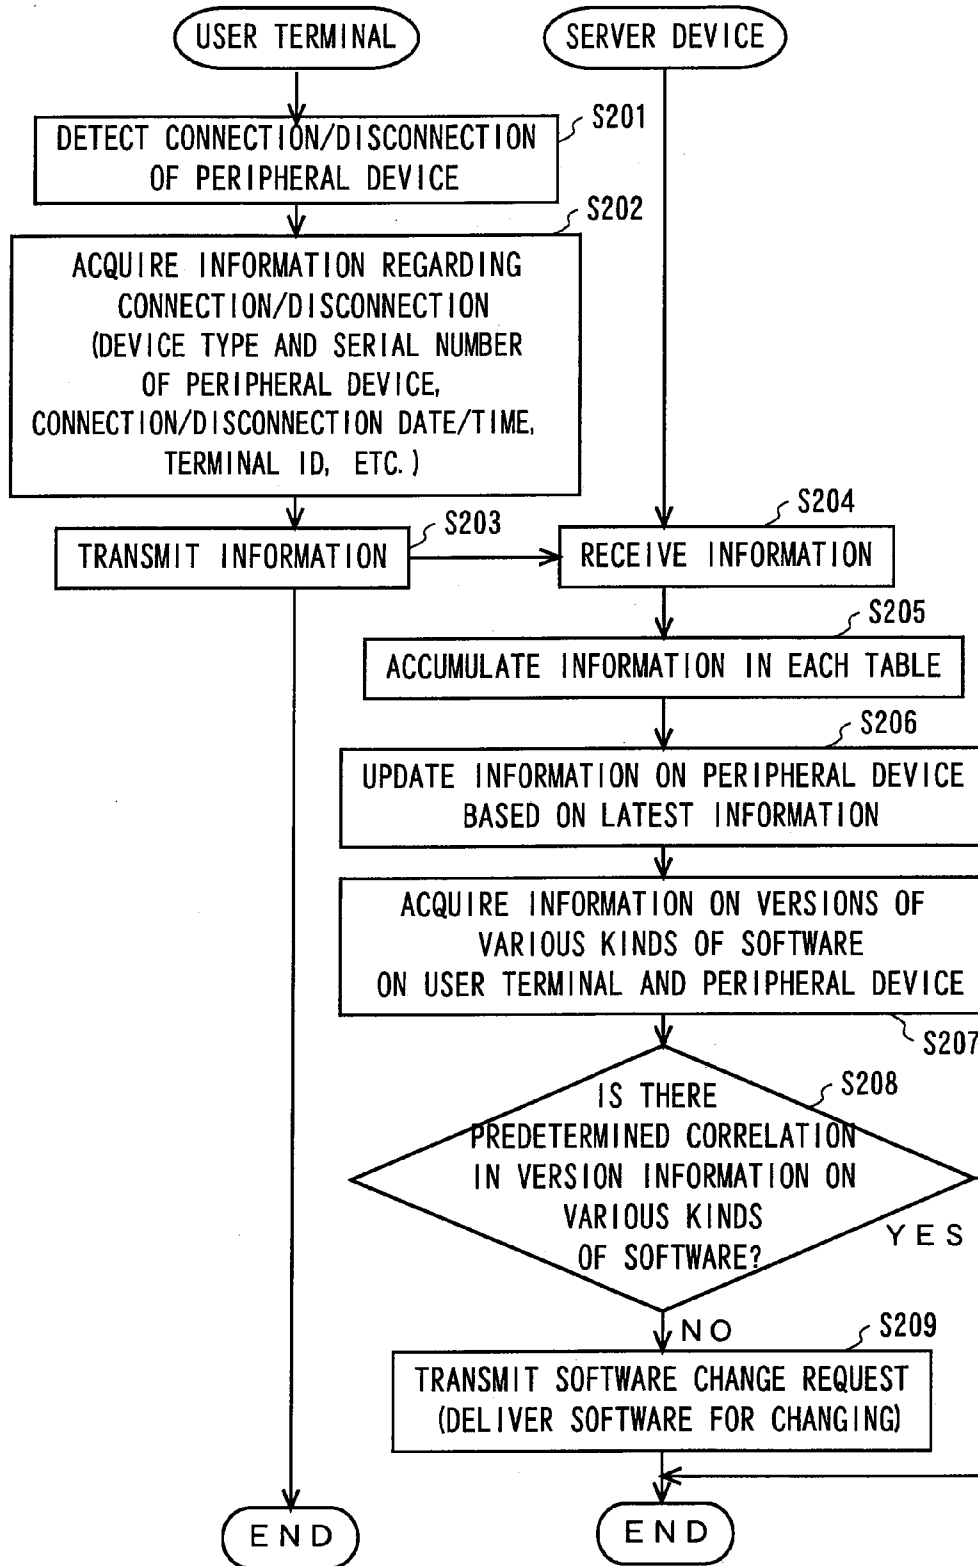 USER TERMINAL
SERVER DEVICE
S201
DETECT CONNECTION/DISCONNECTION
OF PERIPHERAL DEVICE
S202
ACQUIRE INFORMATION REGARDING
CONNECTION/DISCONNECTION
(DEVICE TYPE AND SERIAL NUMBER
OF PERIPHERAL DEVICE,
CONNECTION/DISCONNECTION DATE/TIME,
TERMINAL ID, ETC.)
S203
TRANSMIT INFORMATION
S204
RECEIVE INFORMATION
S205
ACCUMULATE INFORMATION IN EACH TABLE
S206
UPDATE INFORMATION ON PERIPHERAL DEVICE
BASED ON LATEST INFORMATION
ACQUIRE INFORMATION ON VERSIONS OF
VARIOUS KINDS OF SOFTWARE
ON USER TERMINAL AND PERIPHERAL DEVICE
S207
S208
IS THERE
PREDETERMINED CORRELATION
IN VERSION INFORMATION ON
VARIOUS KINDS
OF SOFTWARE?
YES
NO
S209
TRANSMIT SOFTWARE CHANGE REQUEST
(DELIVER SOFTWARE FOR CHANGING)
END
END